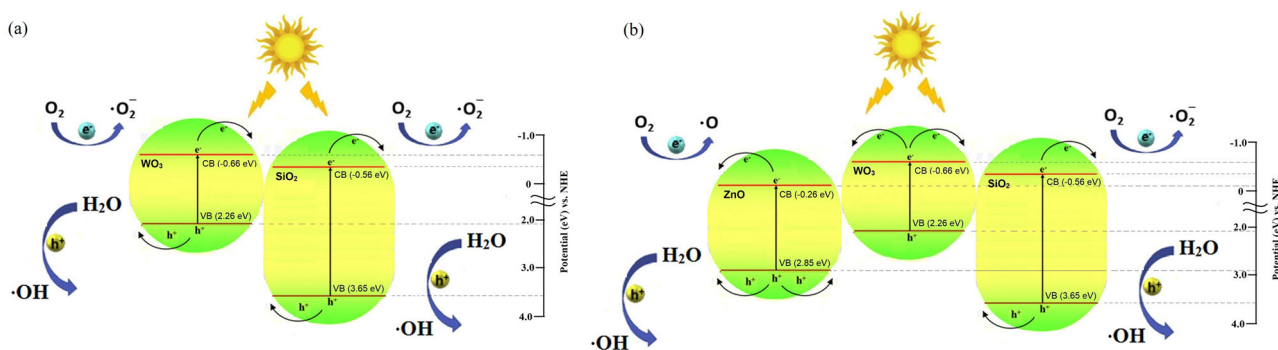 (a)
O₂
·O₂⁻
e⁻
e⁻
WO₃
e⁻
CB (-0.66 eV)
VB (2.26 eV)
h⁺
h⁺
H₂O
h⁺
·OH
O₂
·O₂⁻
e⁻
e⁻
SiO₂
e⁻
CB (-0.56 eV)
VB (3.65 eV)
h⁺
h⁺
H₂O
h⁺
·OH
-1.0
0
2.0
3.0
4.0
Potential (eV) vs. NHE
(b)
O₂
·O
e⁻
e⁻
ZnO
e⁻
CB (-0.26 eV)
VB (2.85 eV)
h⁺
h⁺
h⁺
H₂O
h⁺
·OH
e⁻
e⁻
e⁻
WO₃
CB (-0.66 eV)
VB (2.26 eV)
h⁺
e⁻
SiO₂
e⁻
CB (-0.56 eV)
VB (3.65 eV)
h⁺
h⁺
O₂
·O₂⁻
e⁻
H₂O
h⁺
·OH
-1.0
0
2.0
3.0
4.0
Potential (eV) vs. NHE